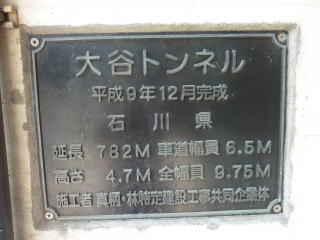 大谷トンネル
平成9年12月完成
石川県
延長 782M 車道幅員 6.5M
高さ 4.7M 全幅員 9.75M
施工者 真柄・林特定建設工事共同企業体